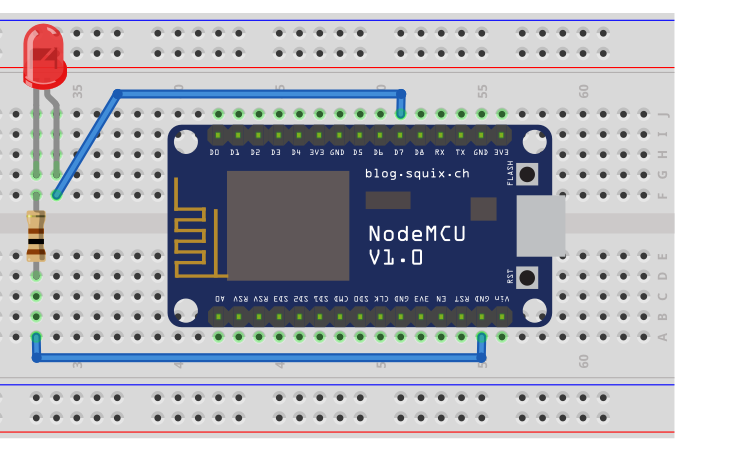 35
40
45
50
55
60
J
I
H
G
F
D0 D1 D2 D3 D4 3V3 GND D5 D6 D7 D8 RX TX GND 3V3
blog.squix.ch
FLASH
NodeMCU
V1.0
RST
E
D
C
B
A
A0 RSV RSV SD3 SD2 SD1 CMD SD0 CLK GND 3V3 EN RST GND Vin
60